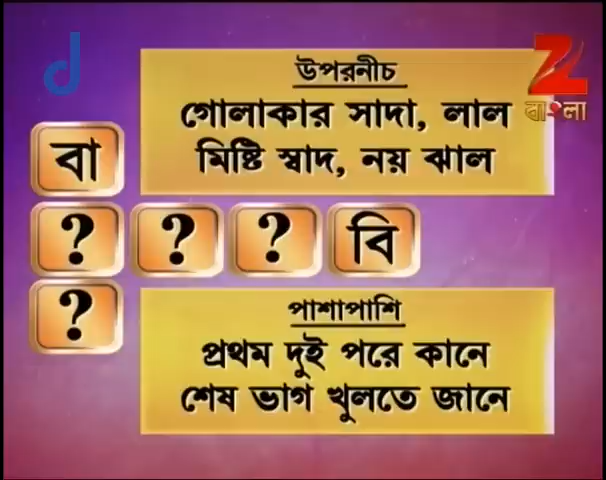 d
Z
বাংলা
উপরনীচ
গোলাকার সাদা, লাল
মিষ্টি স্বাদ, নয় ঝাল
বা
? ? ? বি
?
পাশাপাশি
প্রথম দুই পরে কানে
শেষ ভাগ খুলতে জানে